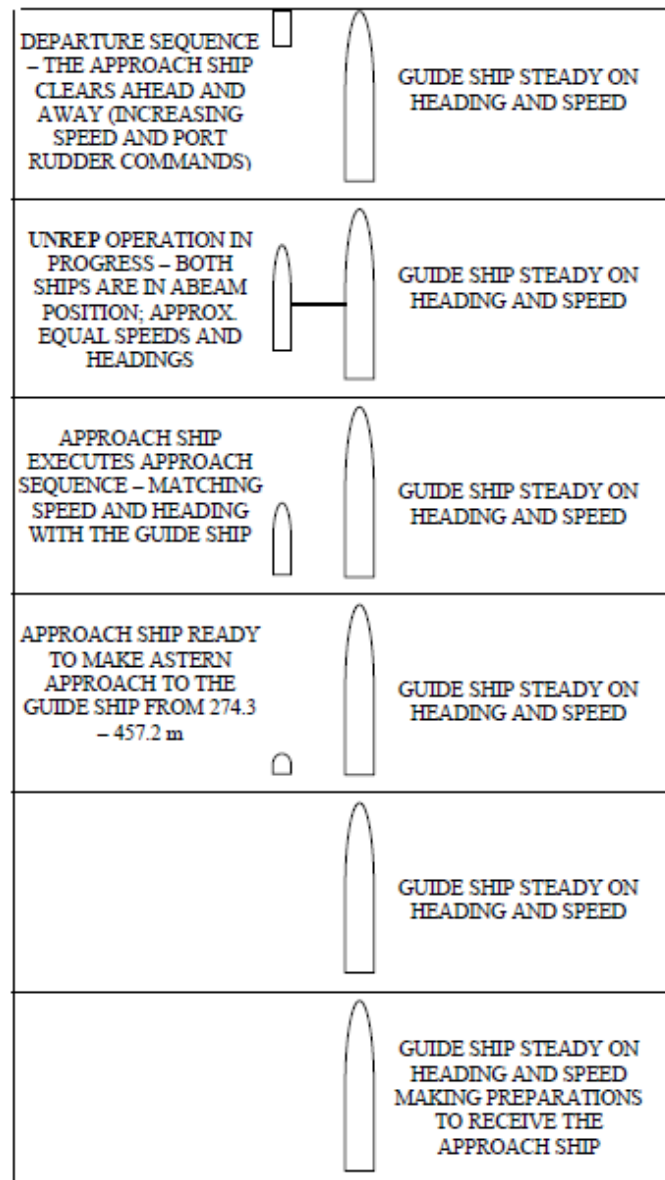 DEPARTURE SEQUENCE
– THE APPROACH SHIP
CLEARS AHEAD AND
AWAY (INCREASING
SPEED AND PORT
RUDDER COMMANDS)
GUIDE SHIP STEADY ON
HEADING AND SPEED
UNREP OPERATION IN
PROGRESS – BOTH
SHIPS ARE IN ABEAM
POSITION; APPROX.
EQUAL SPEEDS AND
HEADINGS
GUIDE SHIP STEADY ON
HEADING AND SPEED
APPROACH SHIP
EXECUTES APPROACH
SEQUENCE – MATCHING
SPEED AND HEADING
WITH THE GUIDE SHIP
GUIDE SHIP STEADY ON
HEADING AND SPEED
APPROACH SHIP READY
TO MAKE ASTERN
APPROACH TO THE
GUIDE SHIP FROM 274.3
– 457.2 m
GUIDE SHIP STEADY ON
HEADING AND SPEED
GUIDE SHIP STEADY ON
HEADING AND SPEED
GUIDE SHIP STEADY ON
HEADING AND SPEED
MAKING PREPARATIONS
TO RECEIVE THE
APPROACH SHIP